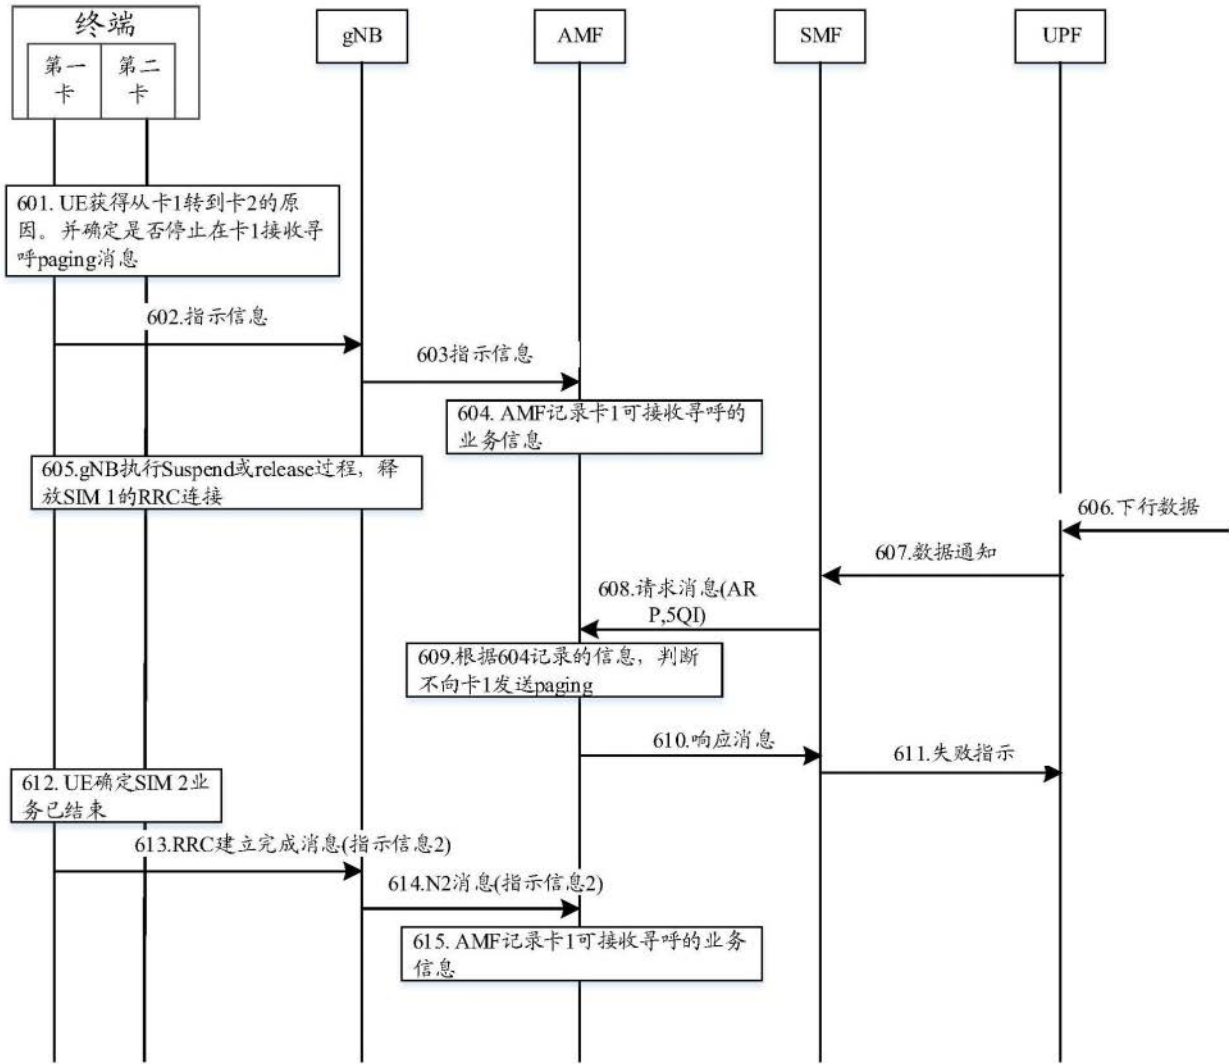 终端
第一
卡
第二
卡
gNB
AMF
SMF
UPF
601. UE获得从卡1转到卡2的原
因。并确定是否停止在卡1接收寻
呼paging消息
602.指示信息
603指示信息
604. AMF记录卡1可接收寻呼的
业务信息
605.gNB执行Suspend或release过程，释
放SIM 1的RRC连接
606.下行数据
607.数据通知
608.请求消息(AR
P,5QI)
609.根据604记录的信息，判断
不向卡1发送paging
610.响应消息
611.失败指示
612. UE确定SIM 2业
务已结束
613.RRC建立完成消息(指示信息2)
614.N2消息(指示信息2)
615. AMF记录卡1可接收寻呼的业务
信息